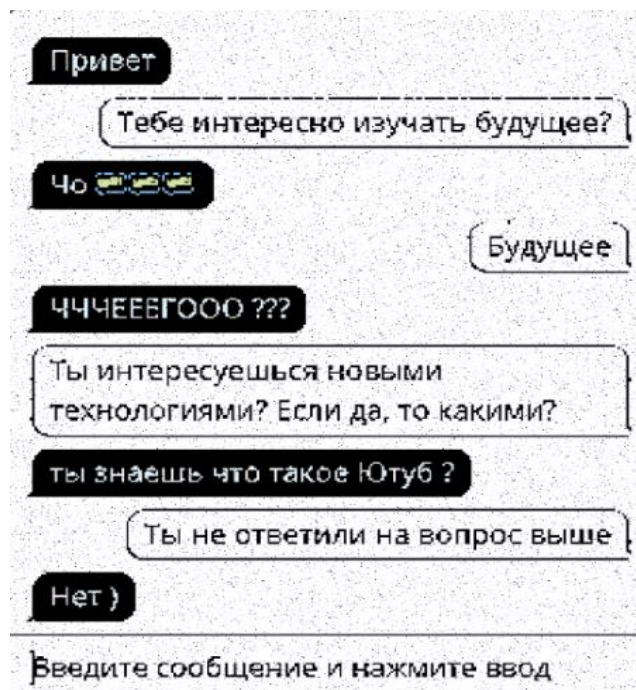 Привет
Тебе интересно изучать будущее?
Чо
Будущее
ЧЧЧЕЕЕГООО ???
Ты интересуешься новыми
технологиями? Если да, то какими?
ты знаешь что такое Ютуб ?
Ты не ответили на вопрос выше
Нет )
Введите сообщение и нажмите ввод